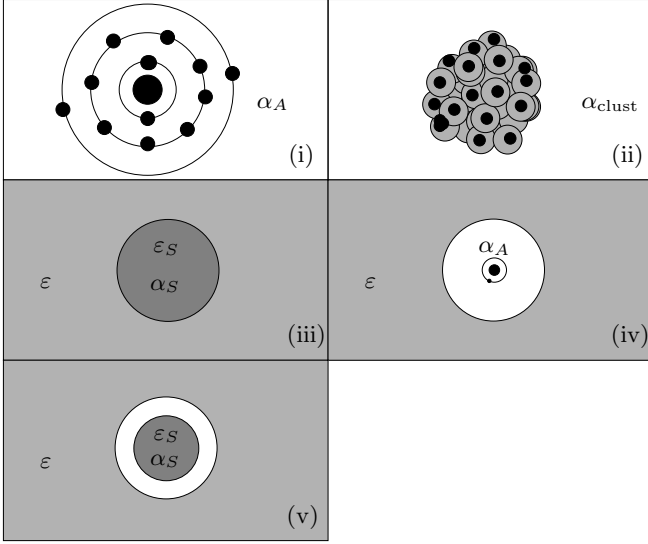 α_A
(i)
α_clust
(ii)
ε_S
α_S
ε
(iii)
α_A
ε
(iv)
ε_S
α_S
ε
(v)